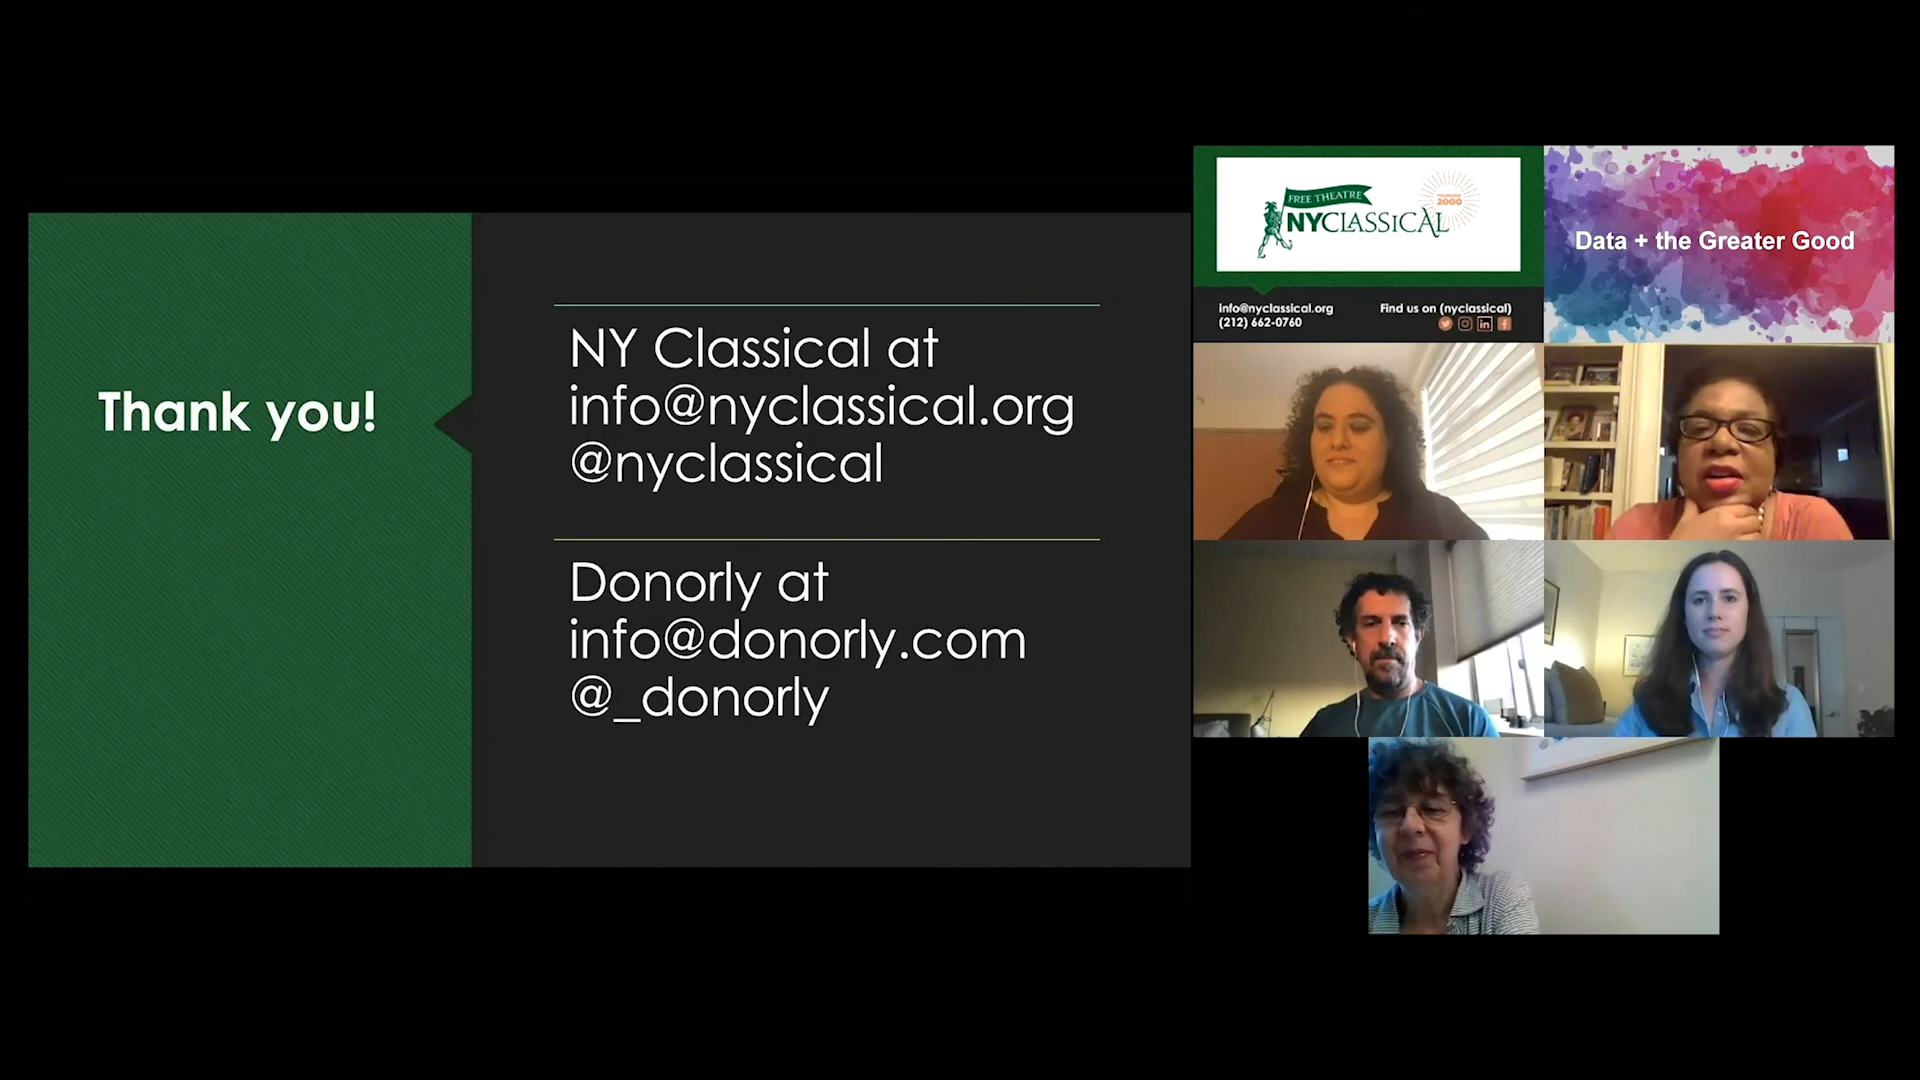 Thank you!
NY Classical at
info@nyclassical.org
@nyclassical
Donorly at
info@donorly.com
@_donorly
FREE THEATRE
NYCLASSICAL
FOUNDED
2000
info@nyclassical.org
(212) 662-0760
Find us on (nyclassical)
Data + the Greater Good